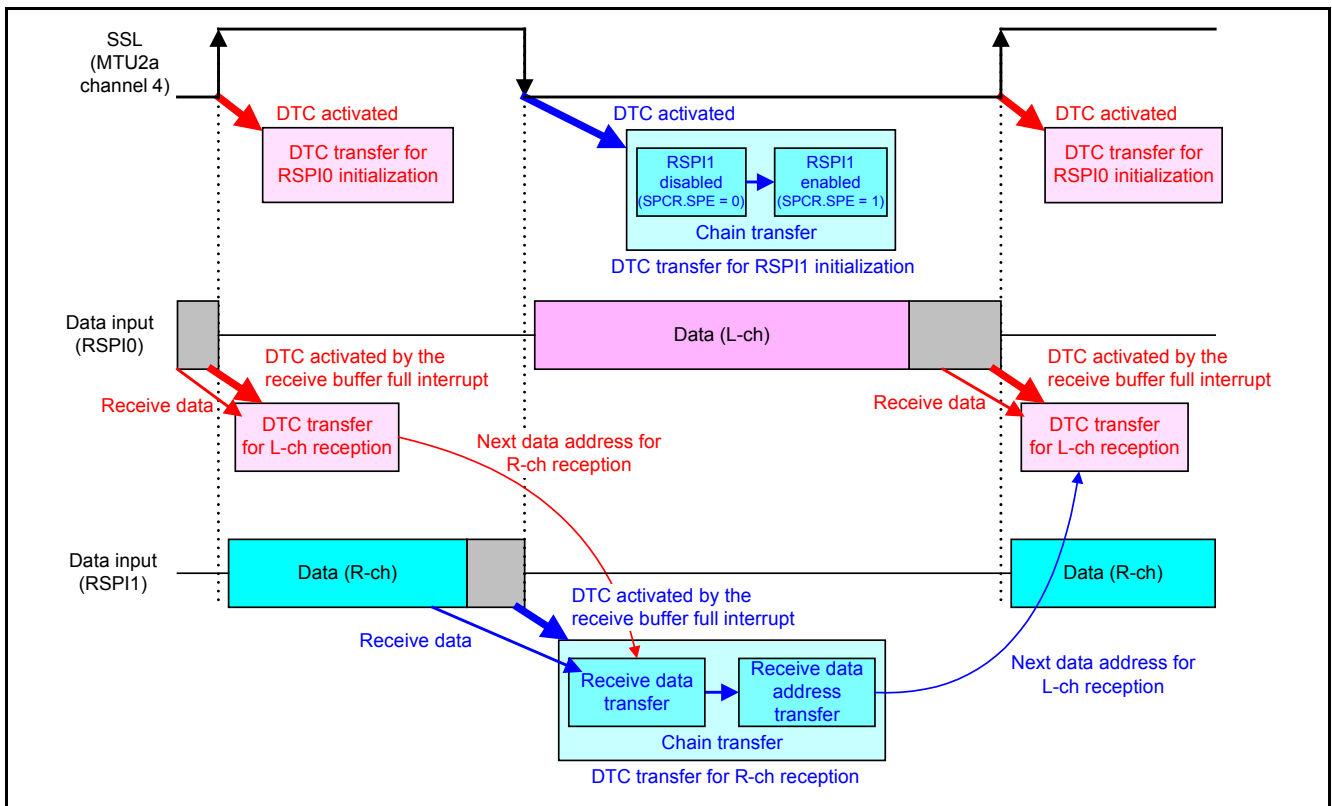 SSL
(MTU2a
channel 4)
DTC activated
DTC transfer for
RSPI0 initialization
DTC activated
RSPI1
disabled
(SPCR.SPE = 0)
RSPI1
enabled
(SPCR.SPE = 1)
Chain transfer
DTC transfer for RSPI1 initialization
DTC activated
DTC transfer for
RSPI0 initialization
Data input
(RSPI0)
Data (L-ch)
DTC activated by the
receive buffer full interrupt
Receive data
DTC transfer
for L-ch reception
Next data address for
R-ch reception
DTC activated by the
receive buffer full interrupt
Receive data
DTC transfer
for L-ch reception
Data input
(RSPI1)
Data (R-ch)
Data (R-ch)
DTC activated by the
receive buffer full interrupt
Receive data
Receive data
transfer
Receive data
address
transfer
Chain transfer
DTC transfer for R-ch reception
Next data address for
L-ch reception